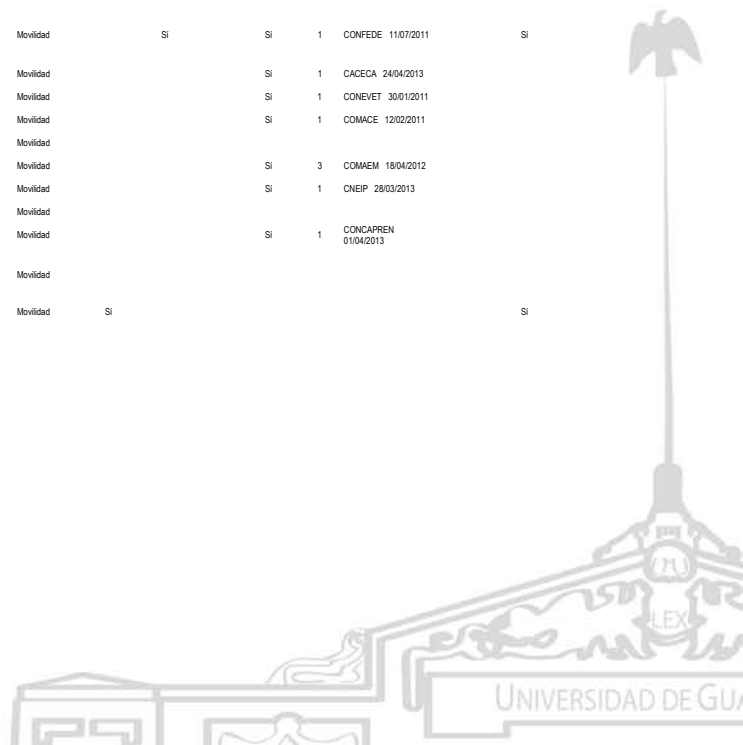 Movilidad Sí Sí 1 CONFEDE 11/07/2011 Sí
Movilidad Sí 1 CACECA 24/04/2013
Movilidad Sí 1 CONEVET 30/01/2011
Movilidad Sí 1 COMACE 12/02/2011
Movilidad
Movilidad Sí 3 COMAEM 18/04/2012
Movilidad Sí 1 CNEIP 28/03/2013
Movilidad
Movilidad Sí 1 CONCAPREN
01/04/2013
Movilidad
Movilidad Sí Sí
LEX
UNIVERSIDAD DE GUA